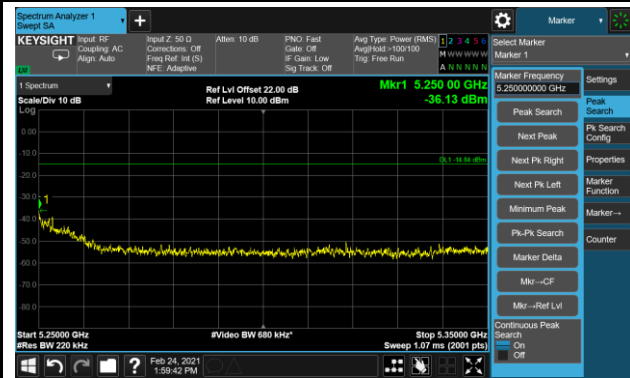 Spectrum Analyzer 1
Swept SA
Marker
KEYSIGHT
Input: RF
Coupling: AC
Align: Auto
Input Z: 50 Ω
Corrections: Off
Freq Ref: Int (S)
NFE: Adaptive
Atten: 10 dB
PNO: Fast
Gate: Off
IF Gain: Low
Sig Track: Off
Avg Type: Power (RMS)
Avg|Hold:>100/100
Trig: Free Run
1 2 3 4 5 6
M W W W W W
A N N N N N
Select Marker
Marker 1
1 Spectrum
Scale/Div 10 dB
Log
Ref Lvl Offset 22.00 dB
Ref Level 10.00 dBm
Mkr1 5.250 00 GHz
-36.13 dBm
0.00
-10.0
-20.0
-30.0
-40.0
-50.0
-60.0
-70.0
-80.0
DL1 -14.84 dBm
1
Start 5.25000 GHz
#Res BW 220 kHz
#Video BW 680 kHz*
Stop 5.35000 GHz
Sweep 1.07 ms (2001 pts)
Marker Frequency
5.250000000 GHz
Peak Search
Next Peak
Next Pk Right
Next Pk Left
Minimum Peak
Pk-Pk Search
Marker Delta
Mkr→CF
Mkr→Ref Lvl
Continuous Peak
Search
On
Off
Settings
Peak
Search
Pk Search
Config
Properties
Marker
Function
Marker→
Counter
Feb 24, 2021
1:59:42 PM